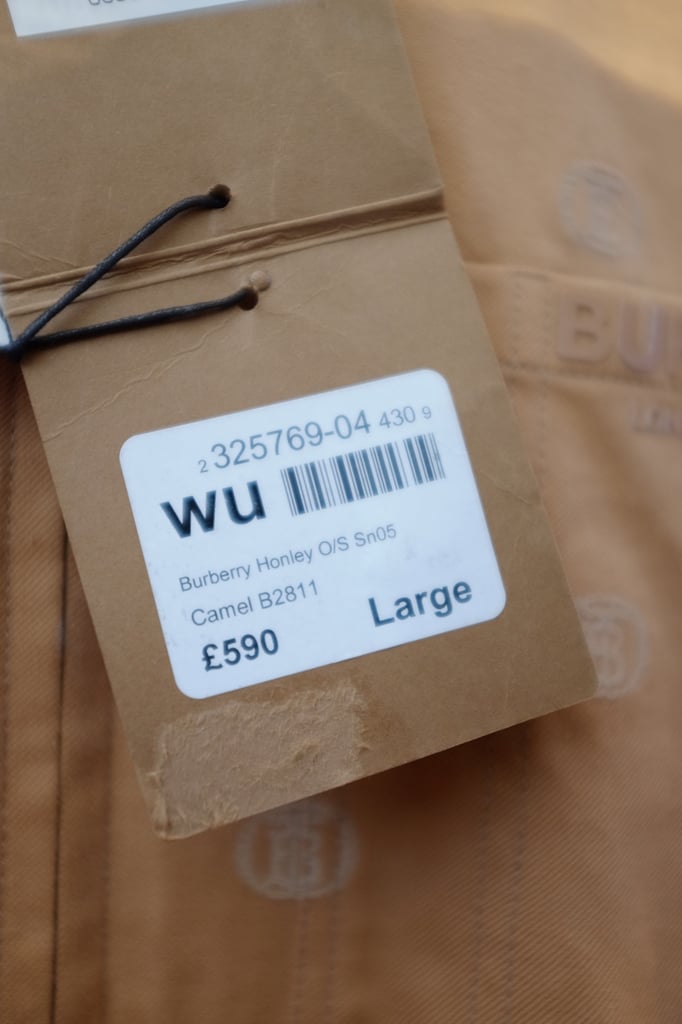 2 325769-04 430 9
wu
Burberry Honley O/S Sn05
Camel B2811
£590 Large
BU